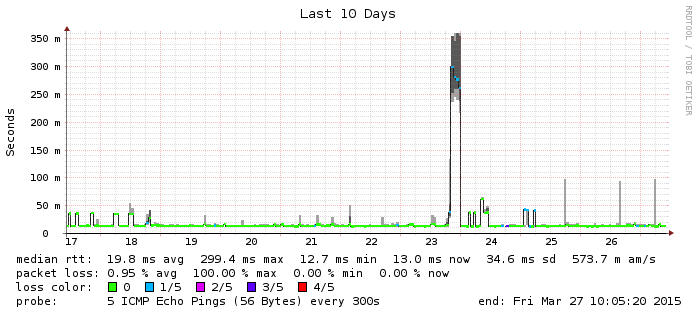 Last 10 Days
RRDTOOL / TOBI OETIKER
Seconds
350 m
300 m
250 m
200 m
150 m
100 m
50 m
0
17 18 19 20 21 22 23 24 25 26
median rtt: 19.8 ms avg 299.4 ms max 12.7 ms min 13.0 ms now 34.6 ms sd 573.7 m am/s
packet loss: 0.95 % avg 100.00 % max 0.00 % min 0.00 % now
loss color: 0 1/5 2/5 3/5 4/5
probe: 5 ICMP Echo Pings (56 Bytes) every 300s end: Fri Mar 27 10:05:20 2015